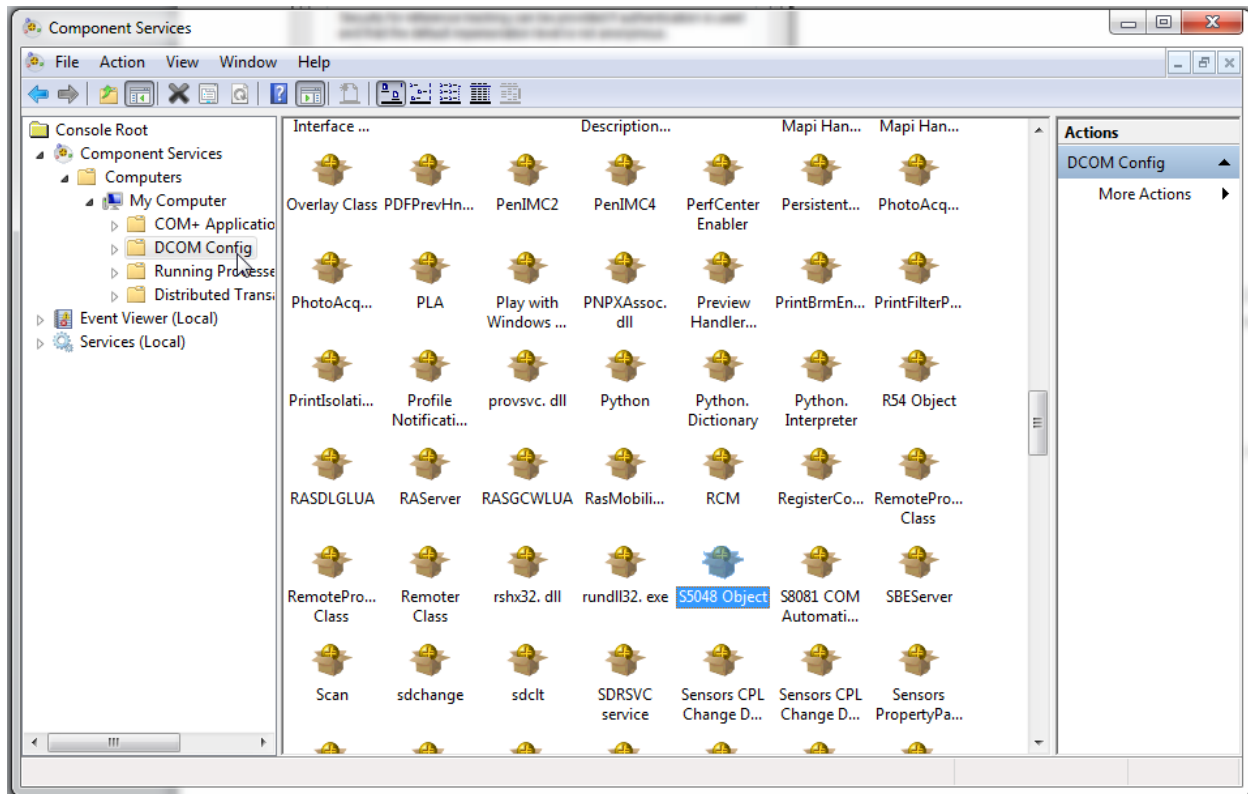 Component Services
File Action View Window Help
Console Root
Component Services
Computers
My Computer
COM+ Applicatio
DCOM Config
Running Processe
Distributed Transa
Event Viewer (Local)
Services (Local)
Interface ... Description... Mapi Han... Mapi Han...
Overlay Class PDFPrevHn... PenIMC2 PenIMC4 PerfCenter Persistent... PhotoAcq...
Enabler
PhotoAcq... PLA Play with PNPXAssoc. Preview PrintBrmEn... PrintFilterP...
Windows ... dll Handler...
PrintIsolati... Profile provsvc. dll Python Python. Python. R54 Object
Notificati... Dictionary Interpreter
RASDLGLUA RAServer RASGCWLUA RasMobili... RCM RegisterCo... RemotePro...
Class
RemotePro... Remoter rshx32. dll rundll32. exe S5048 Object S8081 COM SBEServer
Class Class Automati...
Scan sdchange sdclt SDRSVC Sensors CPL Sensors CPL Sensors
service Change D... Change D... PropertyPa...
Actions
DCOM Config
More Actions